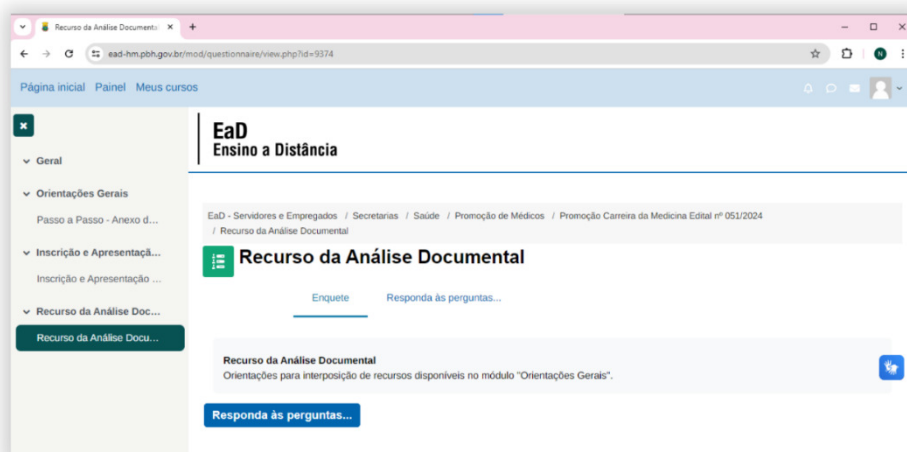 Recurso da Análise Documenta
ead-hm.pbh.gov.br/mod/questionnaire/view.php?id=9374
N
Página inicial Painel Meus cursos
EaD
Ensino a Distância
Geral
Orientações Gerais
Passo a Passo - Anexo d...
Inscrição e Apresentaçã...
Inscrição e Apresentação ...
Recurso da Análise Doc...
Recurso da Análise Docu...
EaD - Servidores e Empregados / Secretarias / Saúde / Promoção de Médicos / Promoção Carreira da Medicina Edital nº 051/2024
/ Recurso da Análise Documental
Recurso da Análise Documental
Enquete Responda às perguntas...
Recurso da Análise Documental
Orientações para interposição de recursos disponíveis no módulo "Orientações Gerais".
Responda às perguntas...